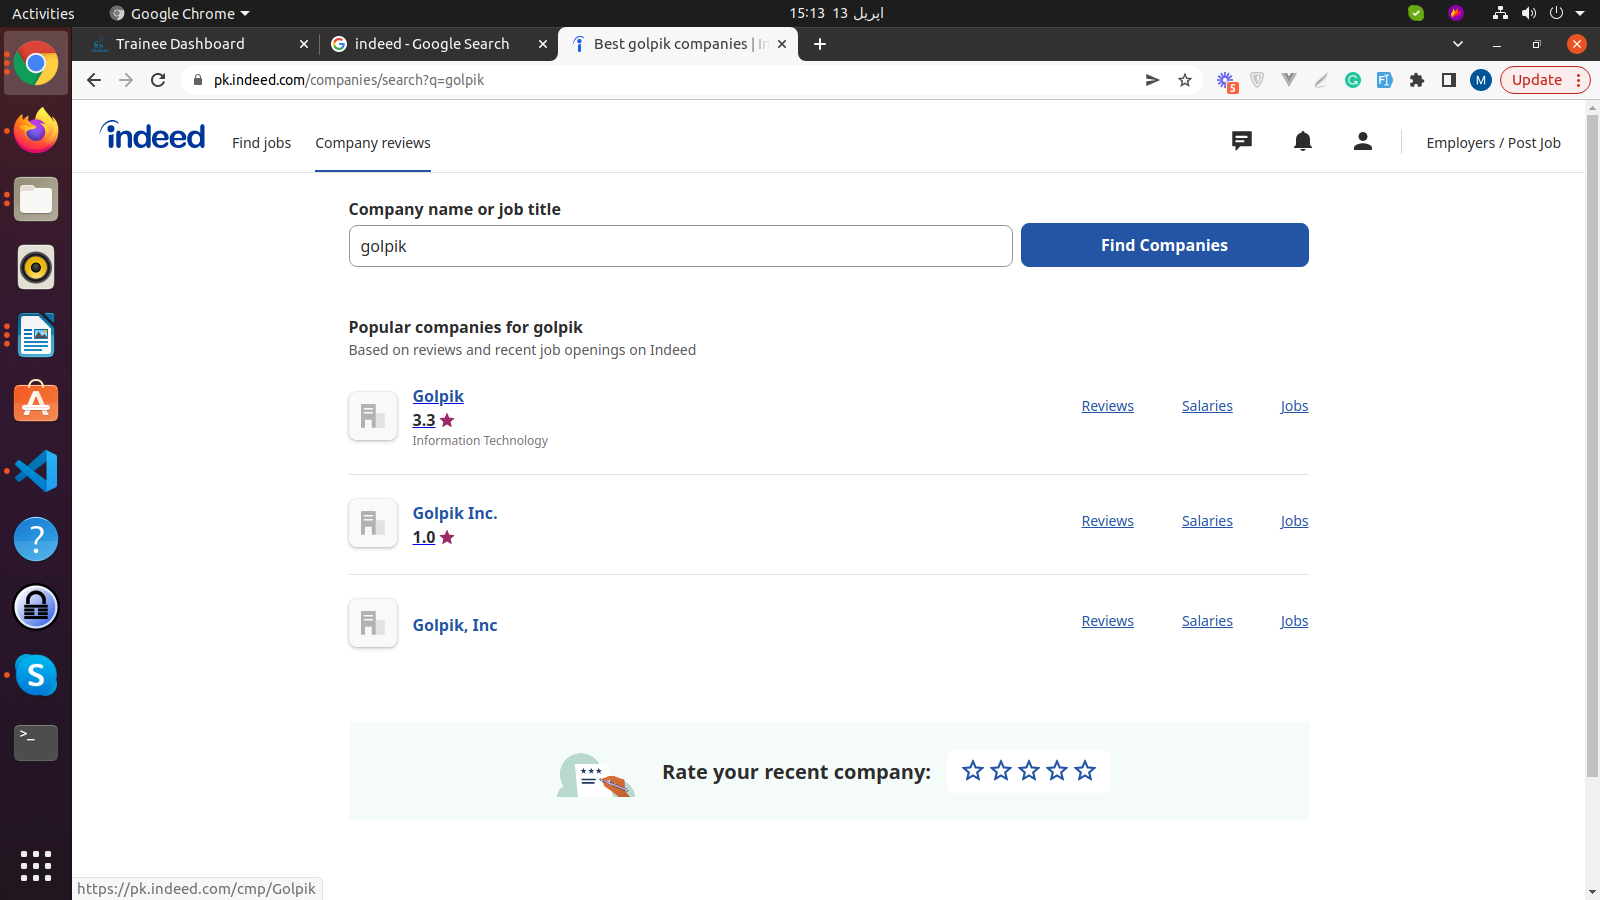 Activities
Google Chrome
15:13 13 اپریل
Trainee Dashboard
indeed - Google Search
Best golpik companies | In
pk.indeed.com/companies/search?q=golpik
5
M
Update
indeed
Find jobs
Company reviews
Employers / Post Job
Company name or job title
golpik
Find Companies
Popular companies for golpik
Based on reviews and recent job openings on Indeed
Golpik
3.3
Information Technology
Reviews Salaries Jobs
Golpik Inc.
1.0
Reviews Salaries Jobs
Golpik, Inc
Reviews Salaries Jobs
Rate your recent company:
https://pk.indeed.com/cmp/Golpik